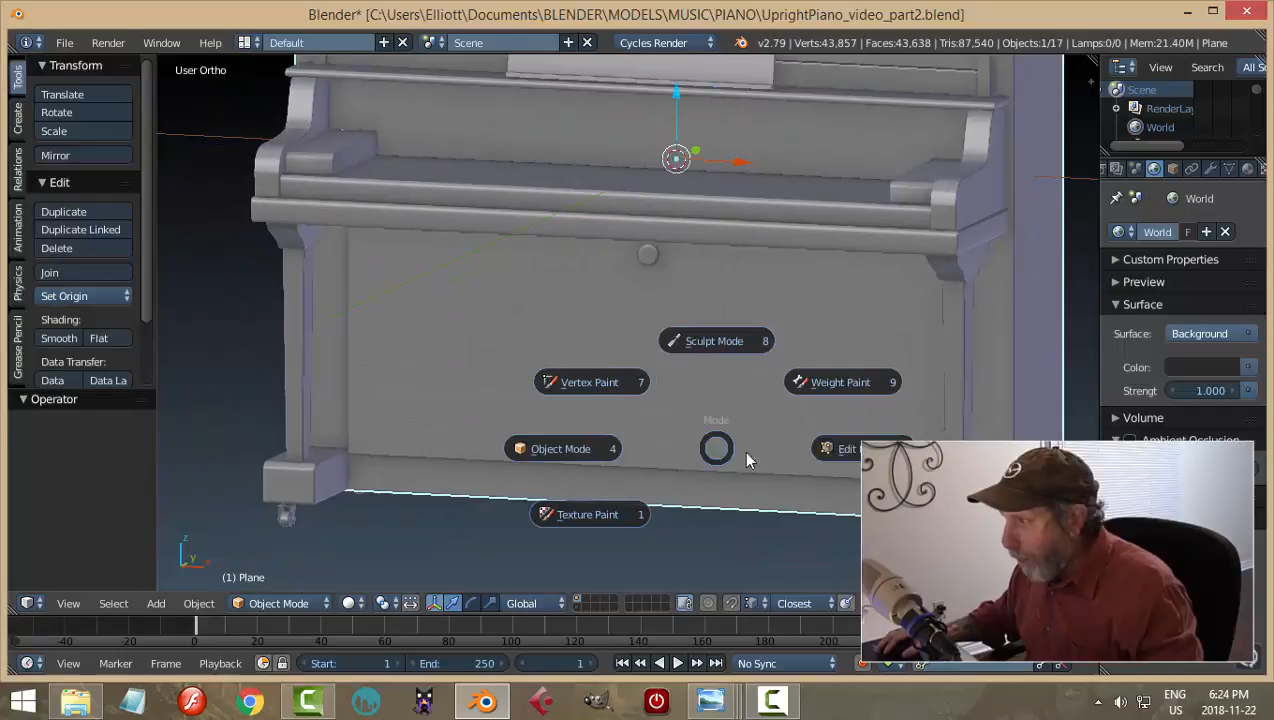 Blender* [C:\Users\Elliott\Documents\BLENDER\MODELS\MUSIC\PIANO\UprightPiano_video_part2.blend]
File Render Window Help Default Scene Cycles Render v2.79 | Verts:43,857 | Faces:43,638 | Tris:87,540 | Objects:1/17 | Lamps:0/0 | Mem:21.40M | Plane
Transform
User Ortho
View Search All S
Tools
Translate
Scene
Rotate
RenderLay
Create
Scale
World
Mirror
Relations
Edit
World
Duplicate
Animation
Duplicate Linked
World F
Delete
Custom Properties
Physics
Join
Preview
Set Origin
Surface
Shading:
Smooth Flat
Surface: Background
Grease Pencil
Sculpt Mode 8
Data Transfer:
Color:
Data Data La
Vertex Paint 7
Weight Paint 9
Strengt 1.000
Operator
Mode
Volume
Object Mode 4
Edit
Ambient Occlusion
Texture Paint 1
z
y
x
(1) Plane
View Select Add Object Object Mode Global Closest
-40 -20 0 20 40 60 80 100 120 140 160 180 200
View Marker Frame Playback Start: 1 End: 250 1 No Sync
ENG
6:24 PM
US
2018-11-22